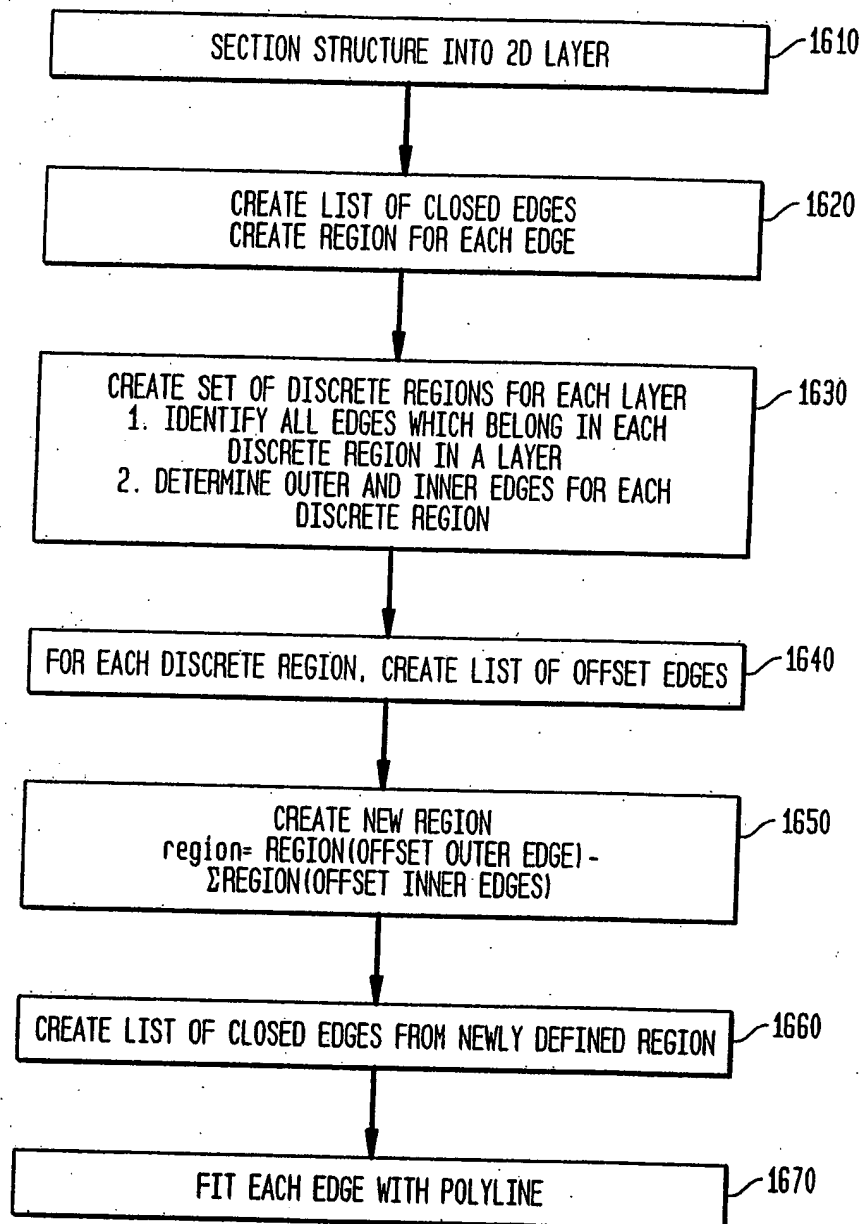 SECTION STRUCTURE INTO 2D LAYER
1610
CREATE LIST OF CLOSED EDGES
CREATE REGION FOR EACH EDGE
1620
CREATE SET OF DISCRETE REGIONS FOR EACH LAYER
1. IDENTIFY ALL EDGES WHICH BELONG IN EACH
DISCRETE REGION IN A LAYER
2. DETERMINE OUTER AND INNER EDGES FOR EACH
DISCRETE REGION
1630
FOR EACH DISCRETE REGION, CREATE LIST OF OFFSET EDGES
1640
CREATE NEW REGION
region= REGION(OFFSET OUTER EDGE)-
ΣREGION(OFFSET INNER EDGES)
1650
CREATE LIST OF CLOSED EDGES FROM NEWLY DEFINED REGION
1660
FIT EACH EDGE WITH POLYLINE
1670